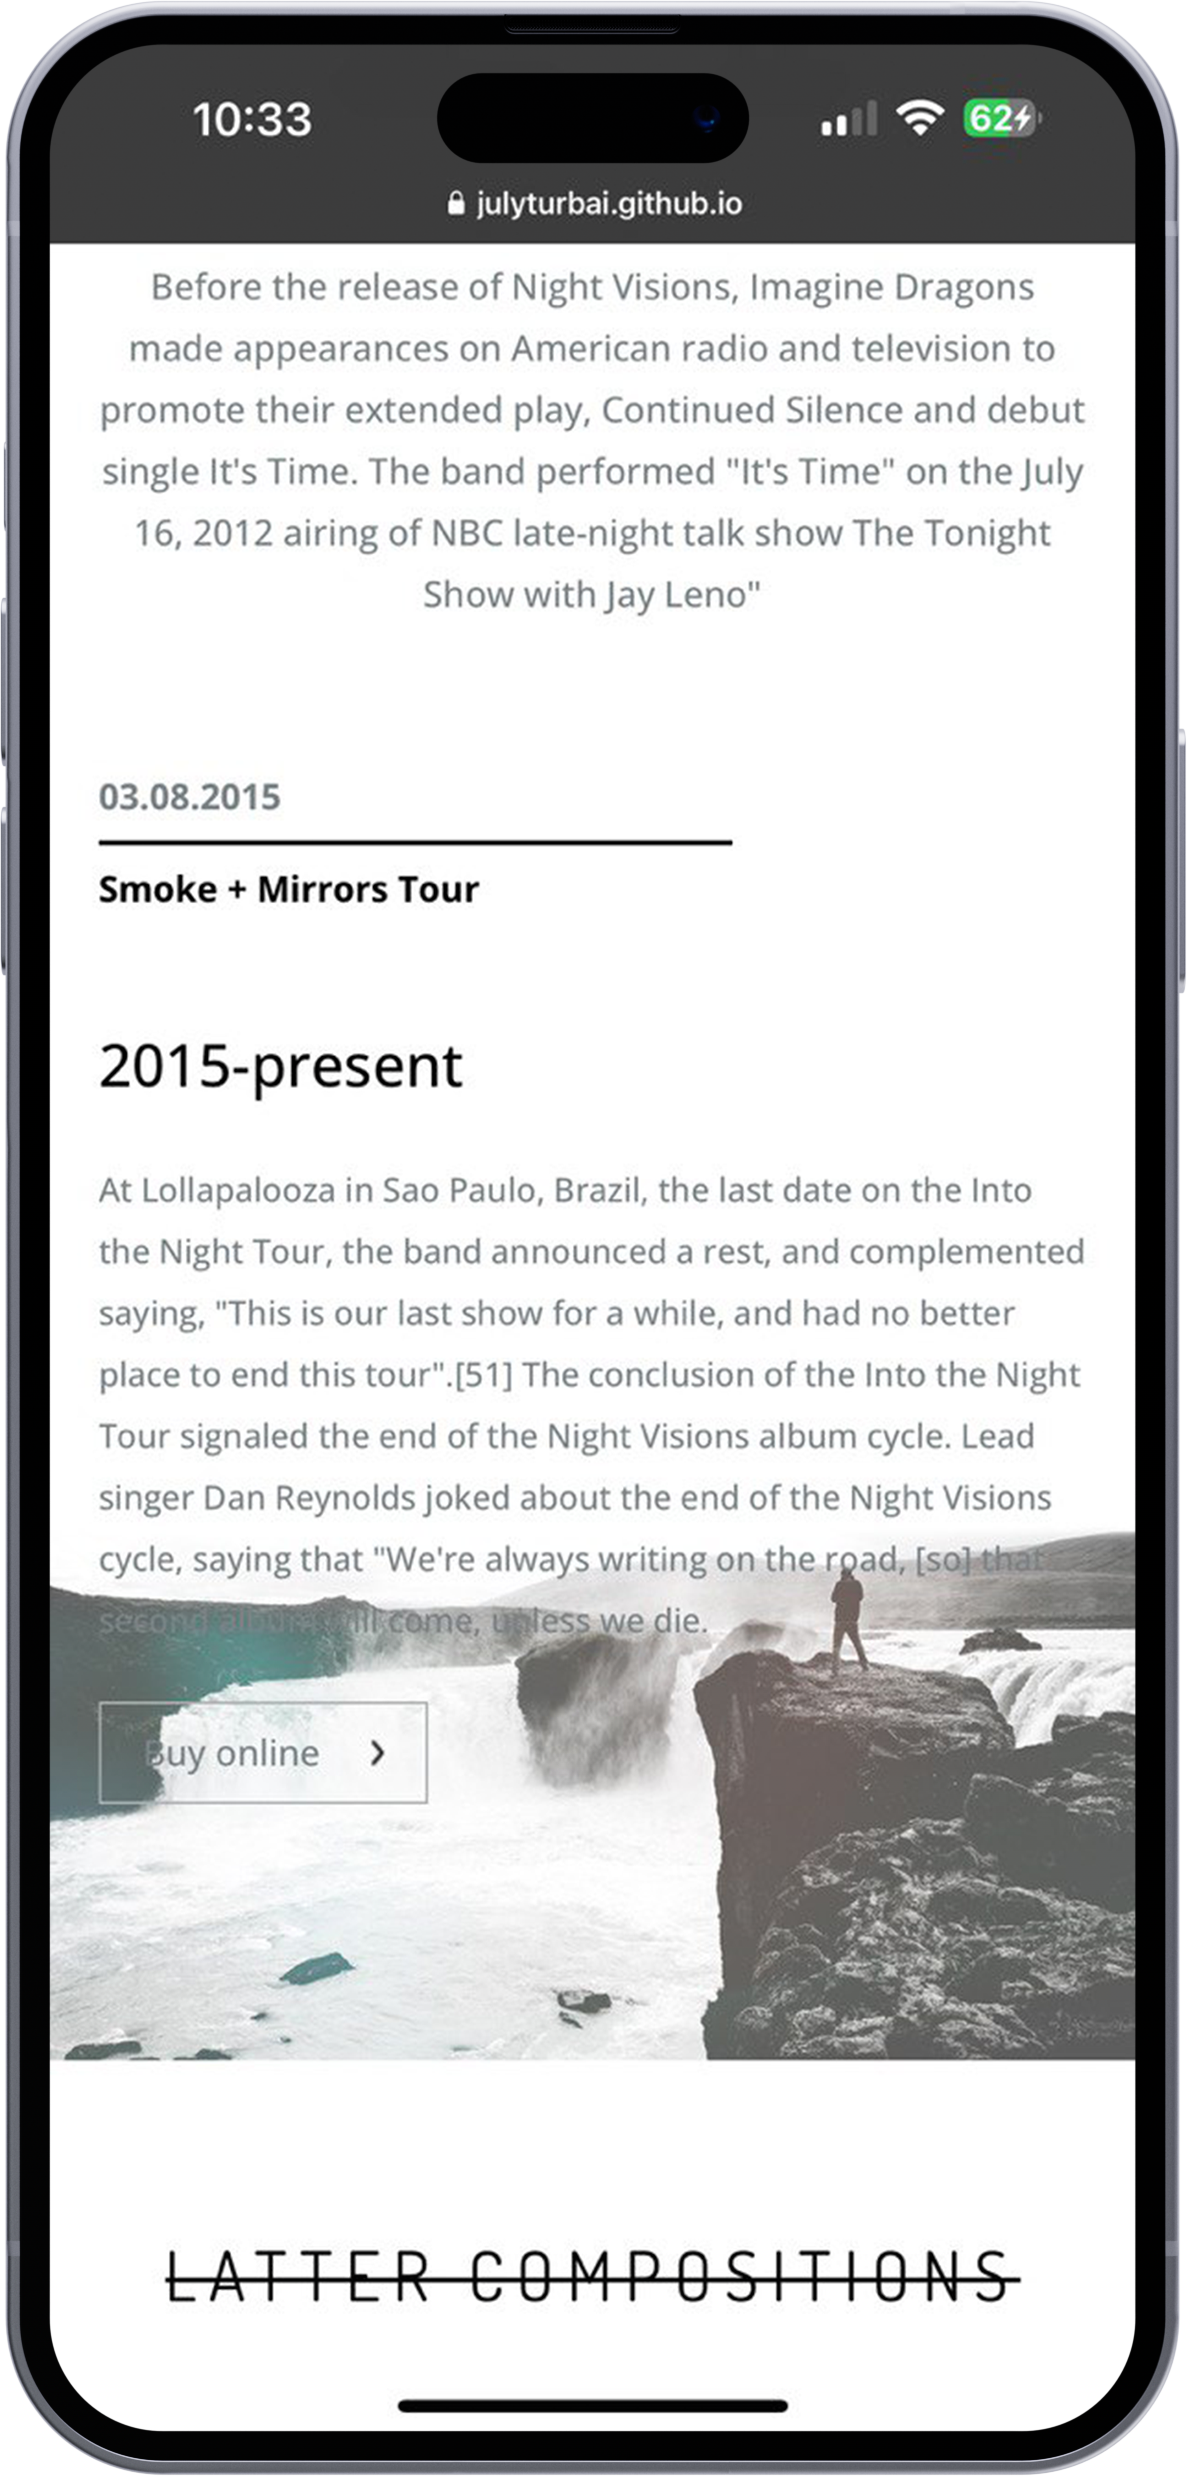 10:33
62
julyturbai.github.io
Before the release of Night Visions, Imagine Dragons
made appearances on American radio and television to
promote their extended play, Continued Silence and debut
single It's Time. The band performed "It's Time" on the July
16, 2012 airing of NBC late-night talk show The Tonight
Show with Jay Leno"
03.08.2015
Smoke + Mirrors Tour
2015-present
At Lollapalooza in Sao Paulo, Brazil, the last date on the Into
the Night Tour, the band announced a rest, and complemented
saying, "This is our last show for a while, and had no better
place to end this tour".[51] The conclusion of the Into the Night
Tour signaled the end of the Night Visions album cycle. Lead
singer Dan Reynolds joked about the end of the Night Visions
cycle, saying that "We're always writing on the road, [so] that
second album will come, unless we die.
Buy online
LATTER COMPOSITIONS